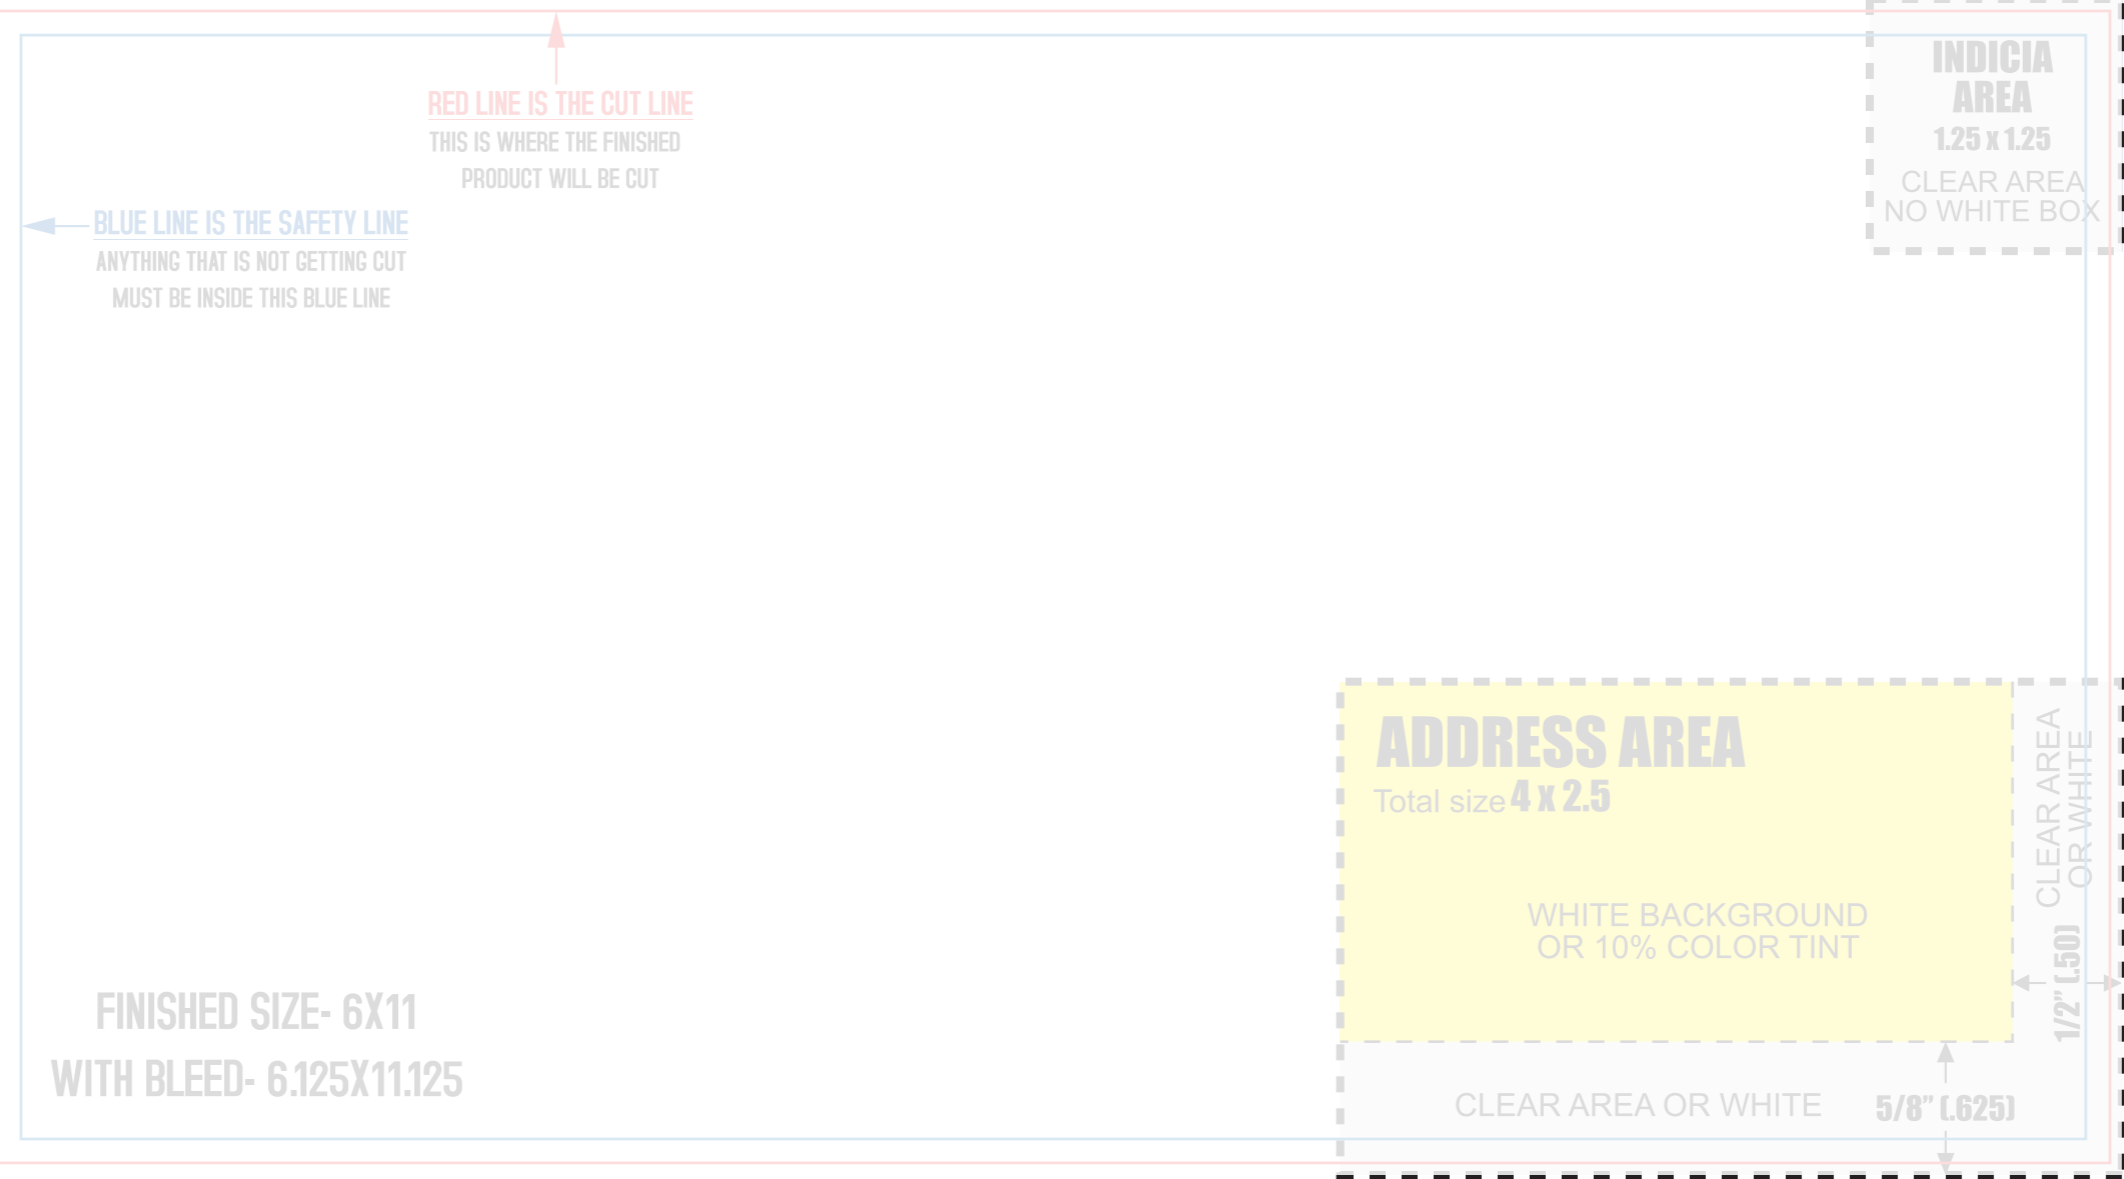 RED LINE IS THE CUT LINE
THIS IS WHERE THE FINISHED
PRODUCT WILL BE CUT
BLUE LINE IS THE SAFETY LINE
ANYTHING THAT IS NOT GETTING CUT
MUST BE INSIDE THIS BLUE LINE
INDICIA
AREA
1.25 x 1.25
CLEAR AREA
NO WHITE BOX
ADDRESS AREA
Total size 4 x 2.5
WHITE BACKGROUND
OR 10% COLOR TINT
CLEAR AREA
OR WHITE
1/2” (.50)
CLEAR AREA OR WHITE
5/8” (.625)
FINISHED SIZE- 6X11
WITH BLEED- 6.125X11.125